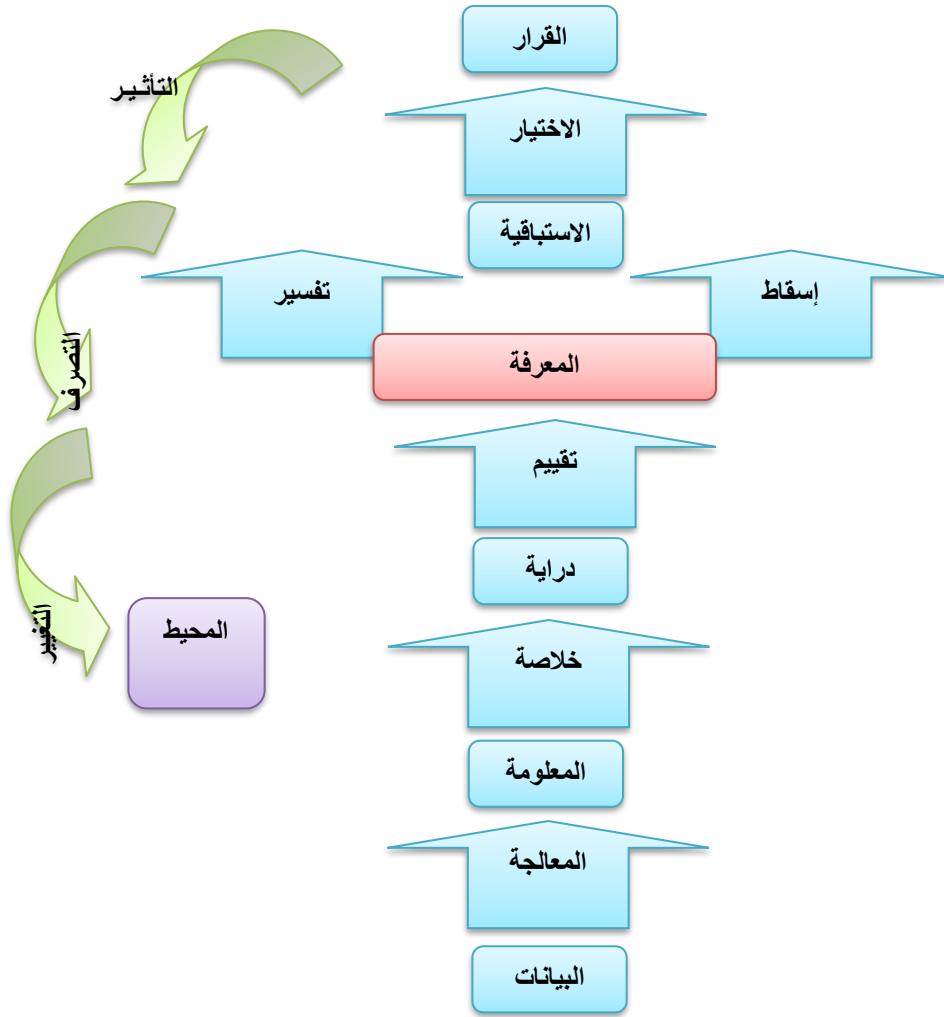 القرار
التأثير
الاختيار
الاستباقية
إسقاط
تفسير
التصرف
المعرفة
تقييم
دراية
التغيير
المحيط
خلاصة
المعلومة
المعالجة
البيانات